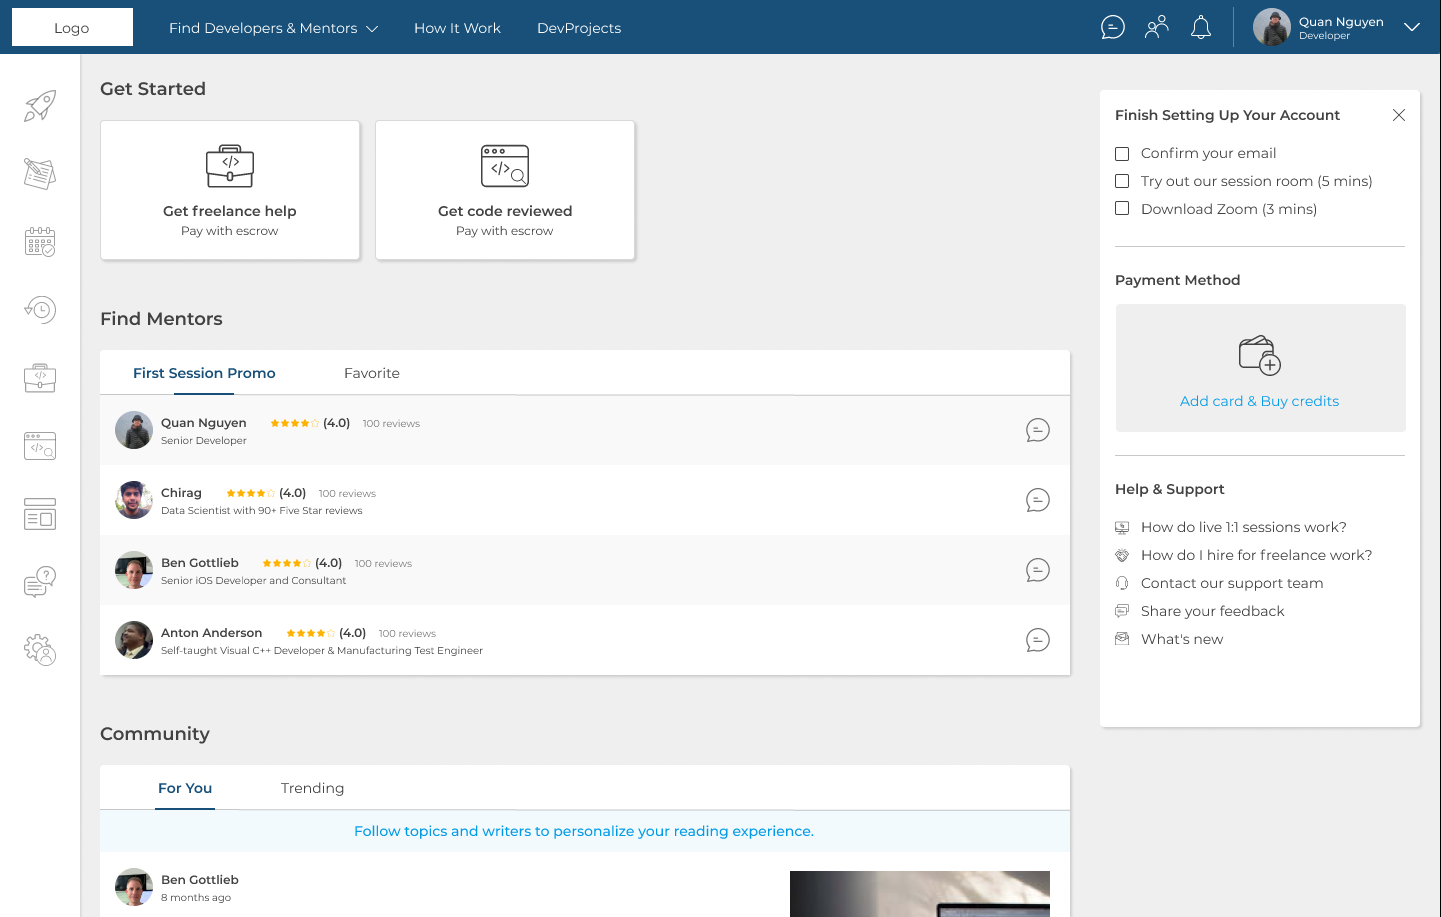 Logo
Find Developers & Mentors
How It Work
DevProjects
Quan Nguyen
Developer
Get Started
Get freelance help
Pay with escrow
Get code reviewed
Pay with escrow
Find Mentors
First Session Promo
Favorite
Quan Nguyen (4.0) 100 reviews
Senior Developer
Chirag (4.0) 100 reviews
Data Scientist with 90+ Five Star reviews
Ben Gottlieb (4.0) 100 reviews
Senior iOS Developer and Consultant
Anton Anderson (4.0) 100 reviews
Self-taught Visual C++ Developer & Manufacturing Test Engineer
Community
For You
Trending
Follow topics and writers to personalize your reading experience.
Ben Gottlieb
8 months ago
Finish Setting Up Your Account
Confirm your email
Try out our session room (5 mins)
Download Zoom (3 mins)
Payment Method
Add card & Buy credits
Help & Support
How do live 1:1 sessions work?
How do I hire for freelance work?
Contact our support team
Share your feedback
What's new